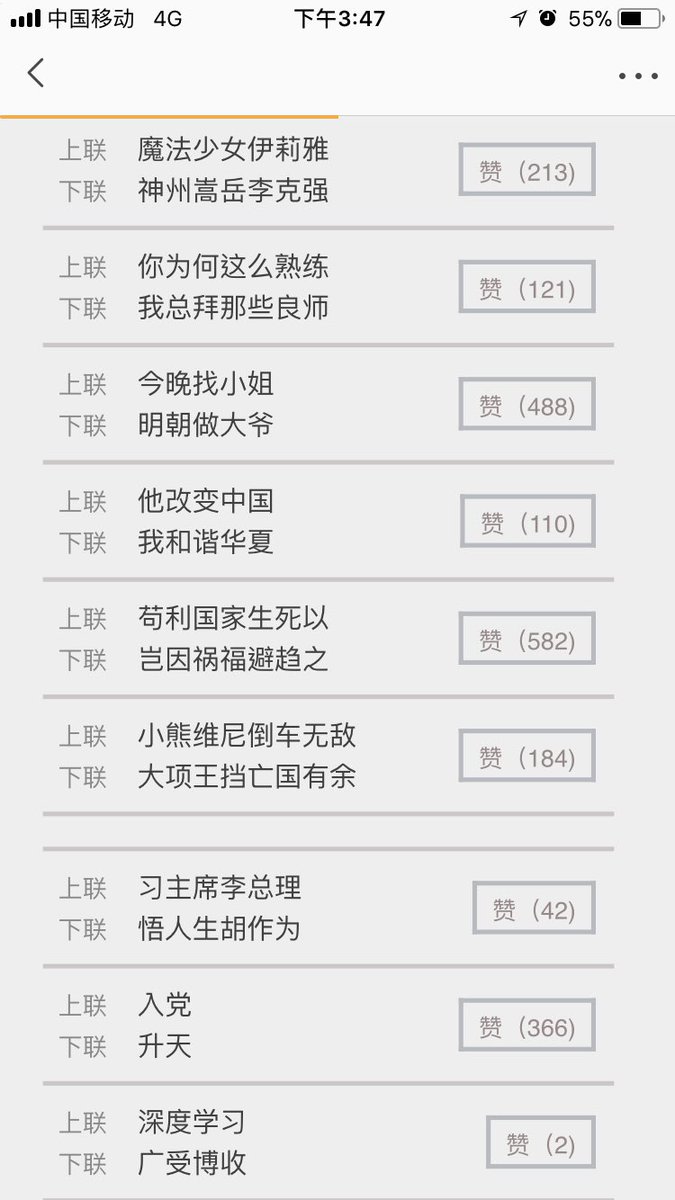 中国移动 4G 下午3:47 55%
上联 魔法少女伊莉雅
下联 神州嵩岳李克强
赞 (213)
上联 你为何这么熟练
下联 我总拜那些良师
赞 (121)
上联 今晚找小姐
下联 明朝做大爷
赞 (488)
上联 他改变中国
下联 我和谐华夏
赞 (110)
上联 苟利国家生死以
下联 岂因祸福避趋之
赞 (582)
上联 小熊维尼倒车无敌
下联 大项王挡亡国有余
赞 (184)
上联 习主席李总理
下联 悟人生胡作为
赞 (42)
上联 入党
下联 升天
赞 (366)
上联 深度学习
下联 广受博收
赞 (2)